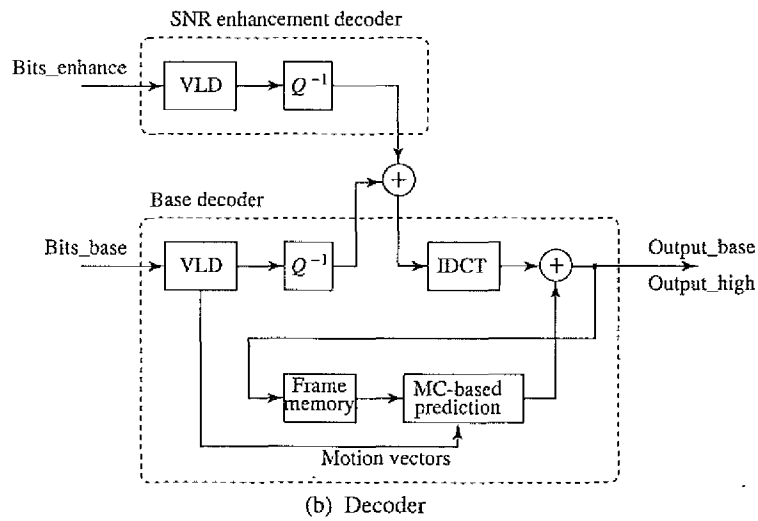 SNR enhancement decoder
Bits_enhance
VLD
Q⁻¹
+
Base decoder
Bits_base
VLD
Q⁻¹
IDCT
+
Output_base
Output_high
Frame
memory
MC-based
prediction
Motion vectors
(b) Decoder